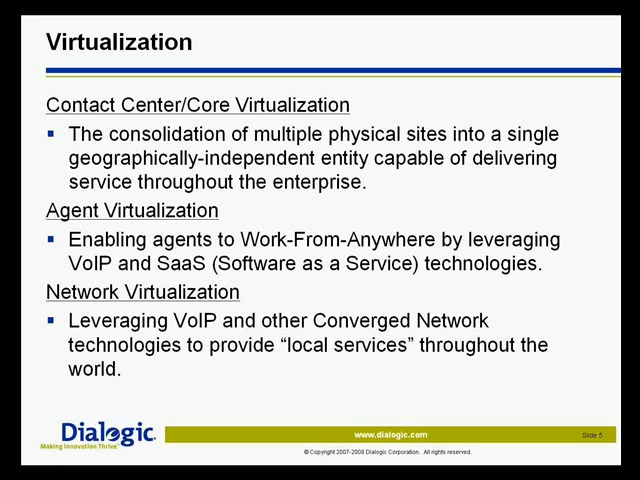 Virtualization
Contact Center/Core Virtualization
▪ The consolidation of multiple physical sites into a single
geographically-independent entity capable of delivering
service throughout the enterprise.
Agent Virtualization
▪ Enabling agents to Work-From-Anywhere by leveraging
VoIP and SaaS (Software as a Service) technologies.
Network Virtualization
▪ Leveraging VoIP and other Converged Network
technologies to provide “local services” throughout the
world.
Dialogic.
Making Innovation Thrive™
www.dialogic.com
Slide 5
© Copyright 2007-2008 Dialogic Corporation. All rights reserved.